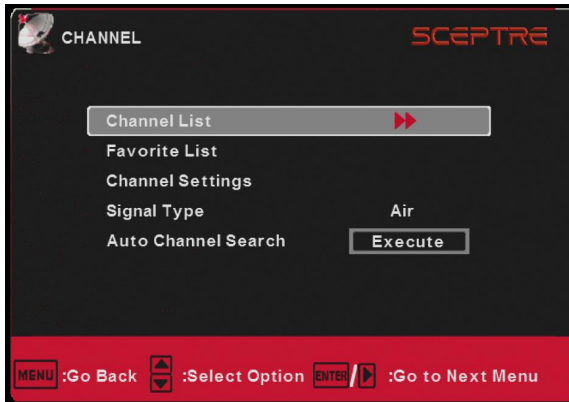 CHANNEL
SCEPTRE
Channel List
Favorite List
Channel Settings
Signal Type Air
Auto Channel Search Execute
MENU :Go Back :Select Option ENTER/ :Go to Next Menu